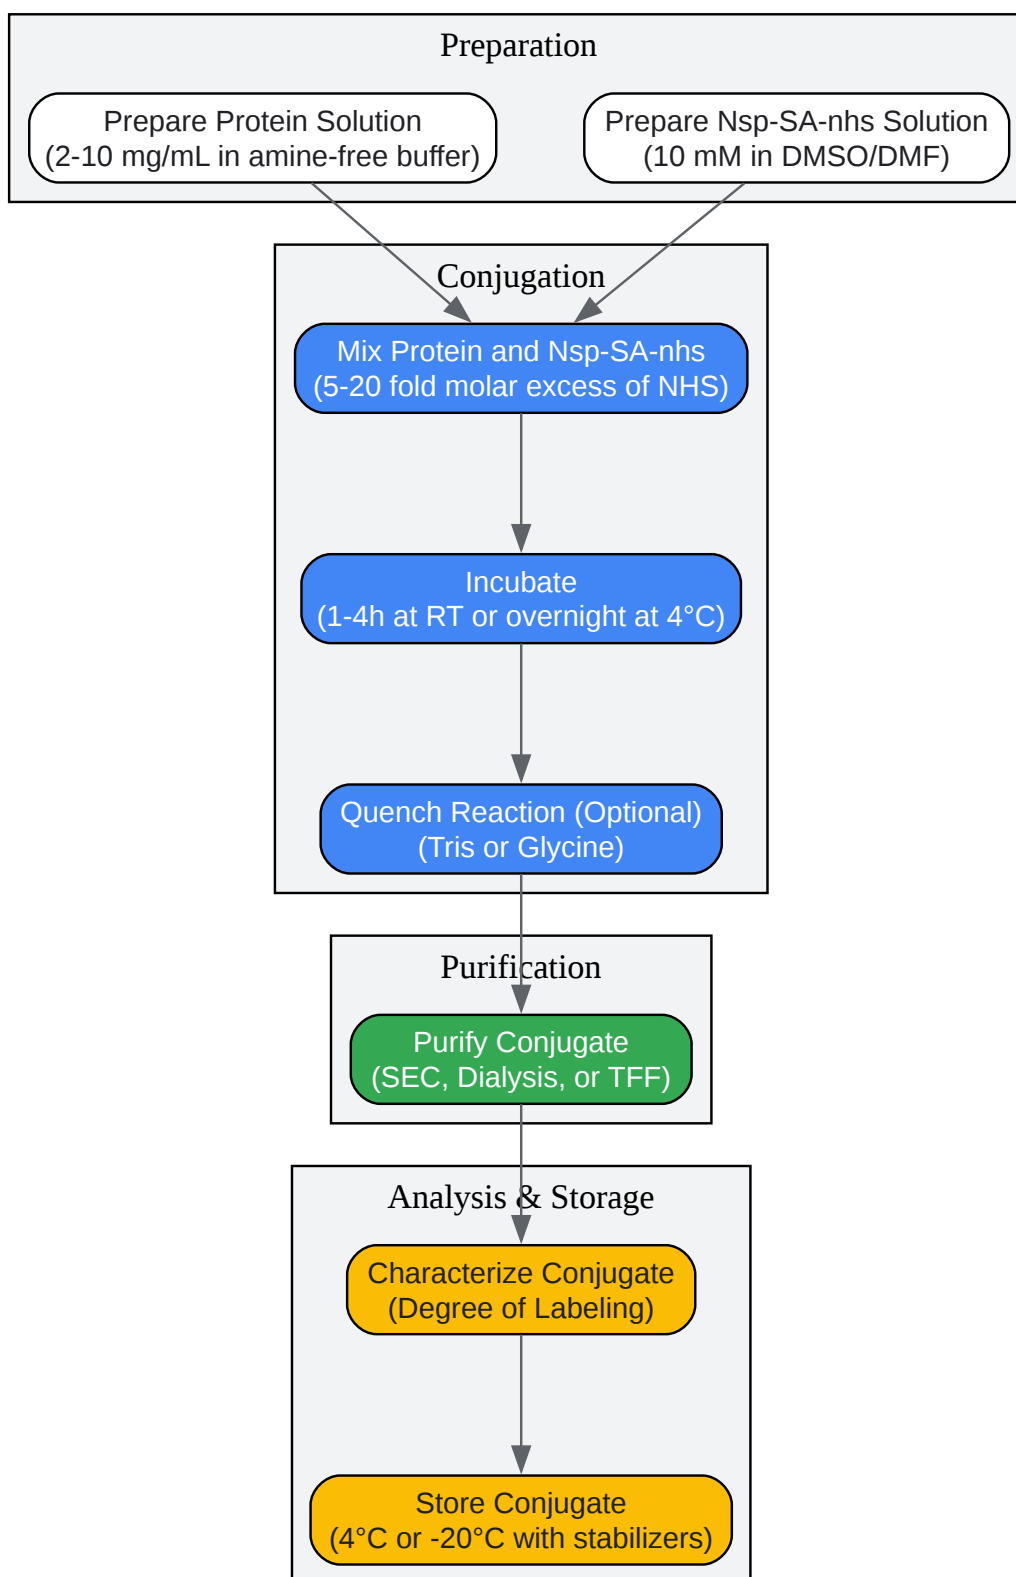 Preparation
Prepare Protein Solution
(2-10 mg/mL in amine-free buffer)
Prepare Nsp-SA-nhs Solution
(10 mM in DMSO/DMF)
Conjugation
Mix Protein and Nsp-SA-nhs
(5-20 fold molar excess of NHS)
Incubate
(1-4h at RT or overnight at 4°C)
Quench Reaction (Optional)
(Tris or Glycine)
Purification
Purify Conjugate
(SEC, Dialysis, or TFF)
Analysis & Storage
Characterize Conjugate
(Degree of Labeling)
Store Conjugate
(4°C or -20°C with stabilizers)